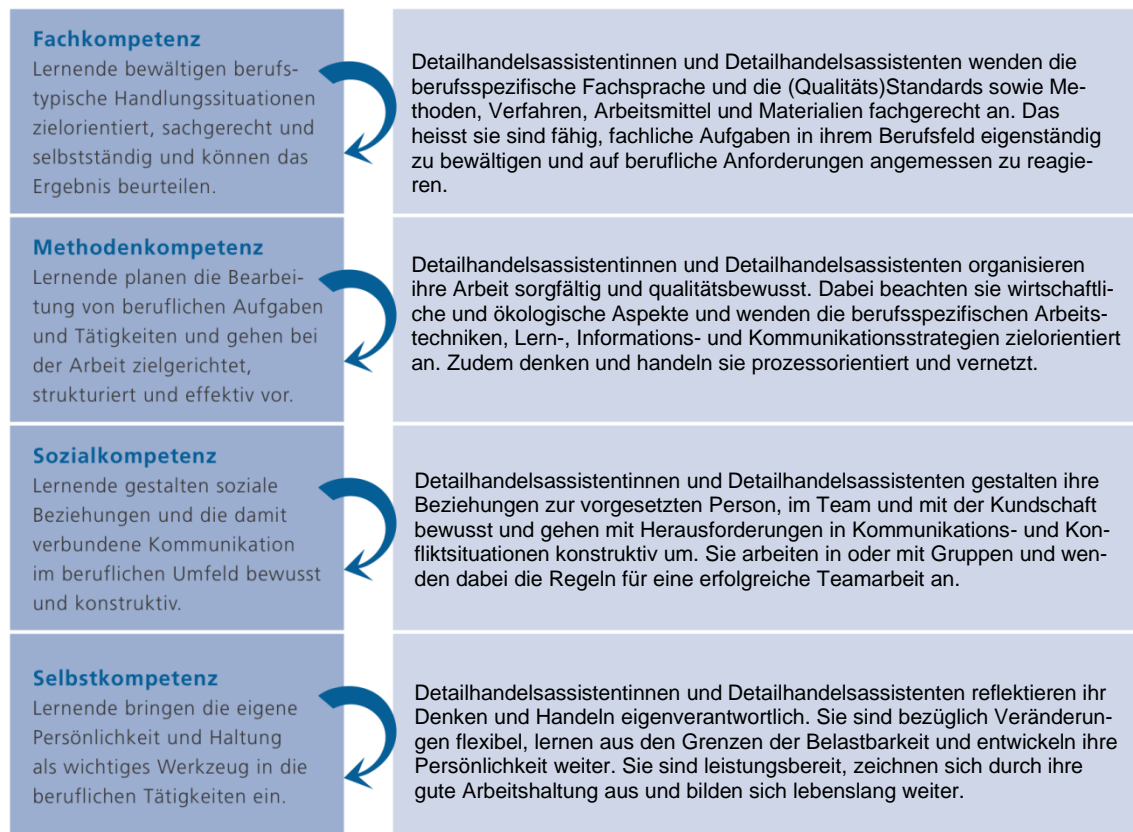 Fachkompetenz
Lernende bewältigen berufs-
typische Handlungssituationen
zielorientiert, sachgerecht und
selbstständig und können das
Ergebnis beurteilen.
Detailhandelsassistentinnen und Detailhandelsassistenten wenden die
berufsspezifische Fachsprache und die (Qualitäts)Standards sowie Me-
thoden, Verfahren, Arbeitsmittel und Materialien fachgerecht an. Das
heisst sie sind fähig, fachliche Aufgaben in ihrem Berufsfeld eigenständig
zu bewältigen und auf berufliche Anforderungen angemessen zu reagie-
ren.
Methodenkompetenz
Lernende planen die Bearbei-
tung von beruflichen Aufgaben
und Tätigkeiten und gehen bei
der Arbeit zielgerichtet,
strukturiert und effektiv vor.
Detailhandelsassistentinnen und Detailhandelsassistenten organisieren
ihre Arbeit sorgfältig und qualitätsbewusst. Dabei beachten sie wirtschaftli-
che und ökologische Aspekte und wenden die berufsspezifischen Arbeits-
techniken, Lern-, Informations- und Kommunikationsstrategien zielorientiert
an. Zudem denken und handeln sie prozessorientiert und vernetzt.
Sozialkompetenz
Lernende gestalten soziale
Beziehungen und die damit
verbundene Kommunikation
im beruflichen Umfeld bewusst
und konstruktiv.
Detailhandelsassistentinnen und Detailhandelsassistenten gestalten ihre
Beziehungen zur vorgesetzten Person, im Team und mit der Kundschaft
bewusst und gehen mit Herausforderungen in Kommunikations- und Kon-
fliktsituationen konstruktiv um. Sie arbeiten in oder mit Gruppen und wen-
den dabei die Regeln für eine erfolgreiche Teamarbeit an.
Selbstkompetenz
Lernende bringen die eigene
Persönlichkeit und Haltung
als wichtiges Werkzeug in die
beruflichen Tätigkeiten ein.
Detailhandelsassistentinnen und Detailhandelsassistenten reflektieren ihr
Denken und Handeln eigenverantwortlich. Sie sind bezüglich Veränderun-
gen flexibel, lernen aus den Grenzen der Belastbarkeit und entwickeln ihre
Persönlichkeit weiter. Sie sind leistungsbereit, zeichnen sich durch ihre
gute Arbeitshaltung aus und bilden sich lebenslang weiter.